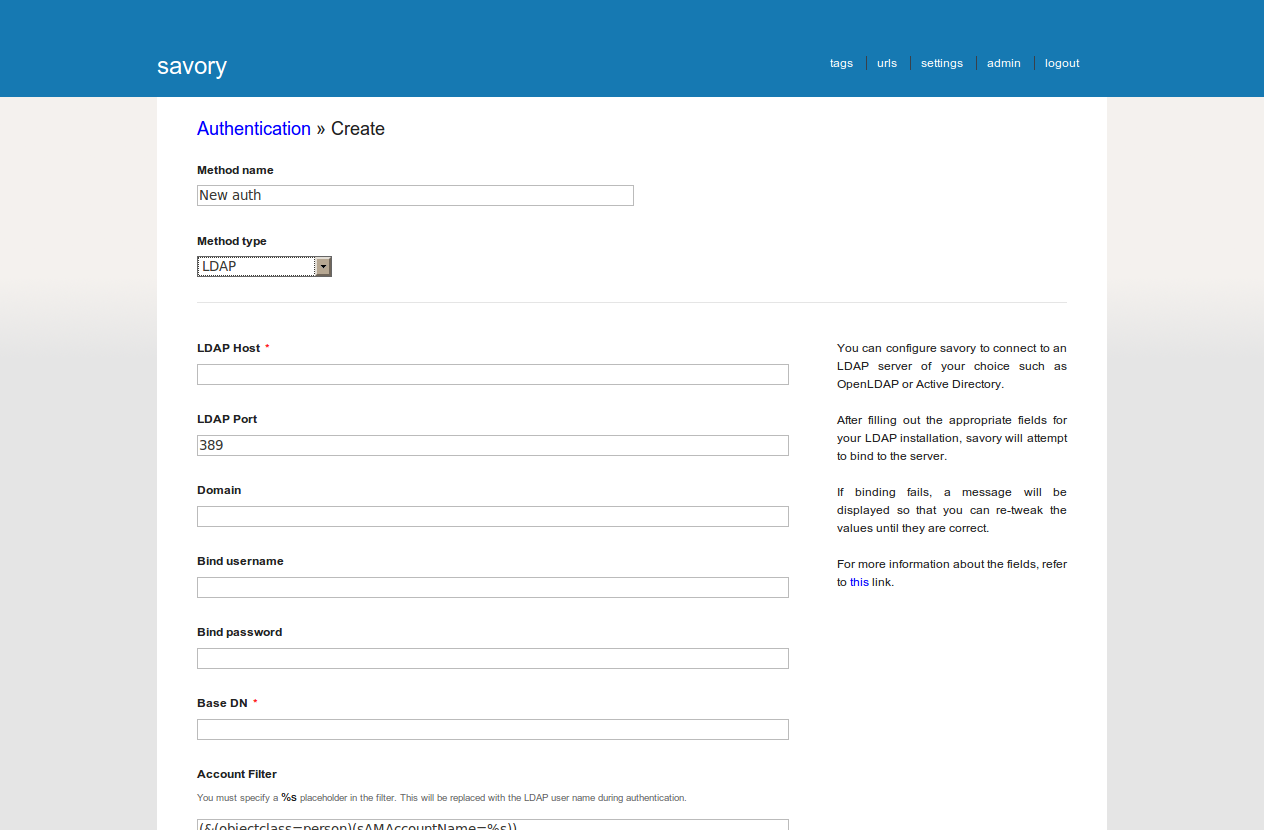 savory
tags
urls
settings
admin
logout
Authentication » Create
Method name
New auth
Method type
LDAP
LDAP Host *
LDAP Port
389
Domain
Bind username
Bind password
Base DN *
Account Filter
You must specify a %s placeholder in the filter. This will be replaced with the LDAP user name during authentication.
(&(objectclass=person)(sAMAccountName=%s))
You can configure savory to connect to an
LDAP server of your choice such as
OpenLDAP or Active Directory.
After filling out the appropriate fields for
your LDAP installation, savory will attempt
to bind to the server.
If binding fails, a message will be
displayed so that you can re-tweak the
values until they are correct.
For more information about the fields, refer
to this link.